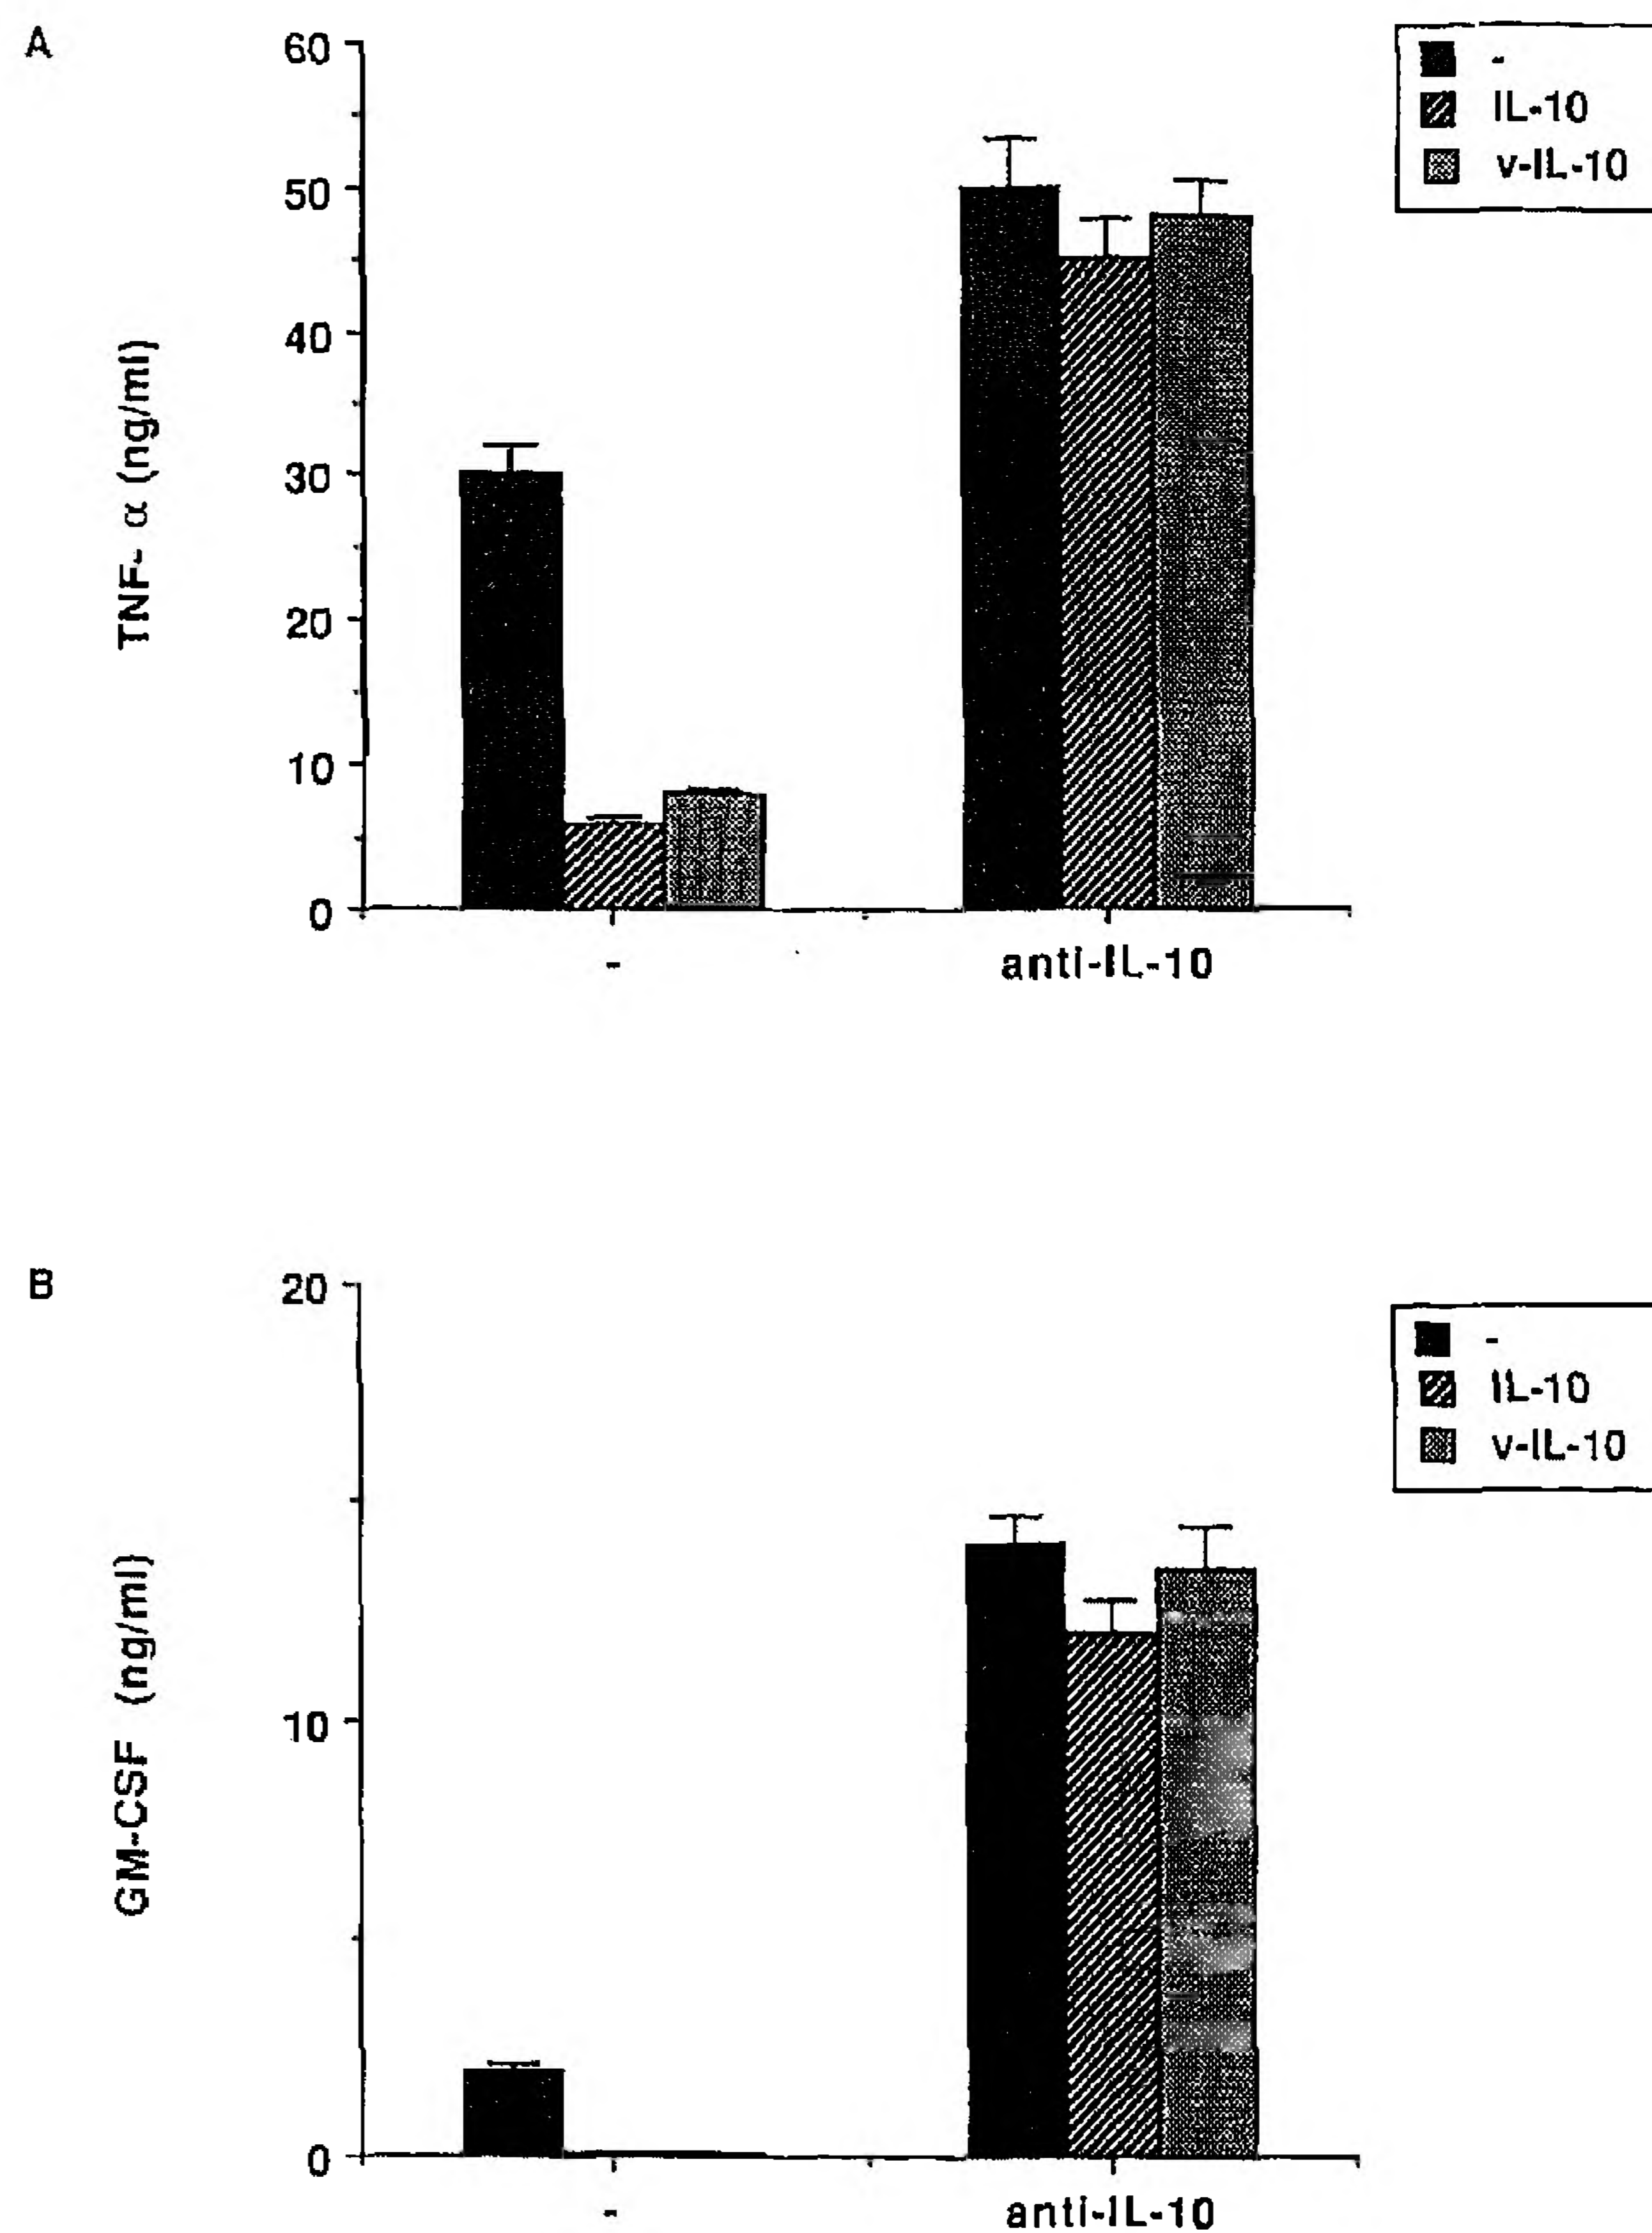 A
60
50
40
30
20
10
0
TNF- α (ng/ml)
-
IL-10
v-IL-10
-
anti-IL-10
B
20
10
0
GM-CSF (ng/ml)
-
IL-10
v-IL-10
-
anti-IL-10